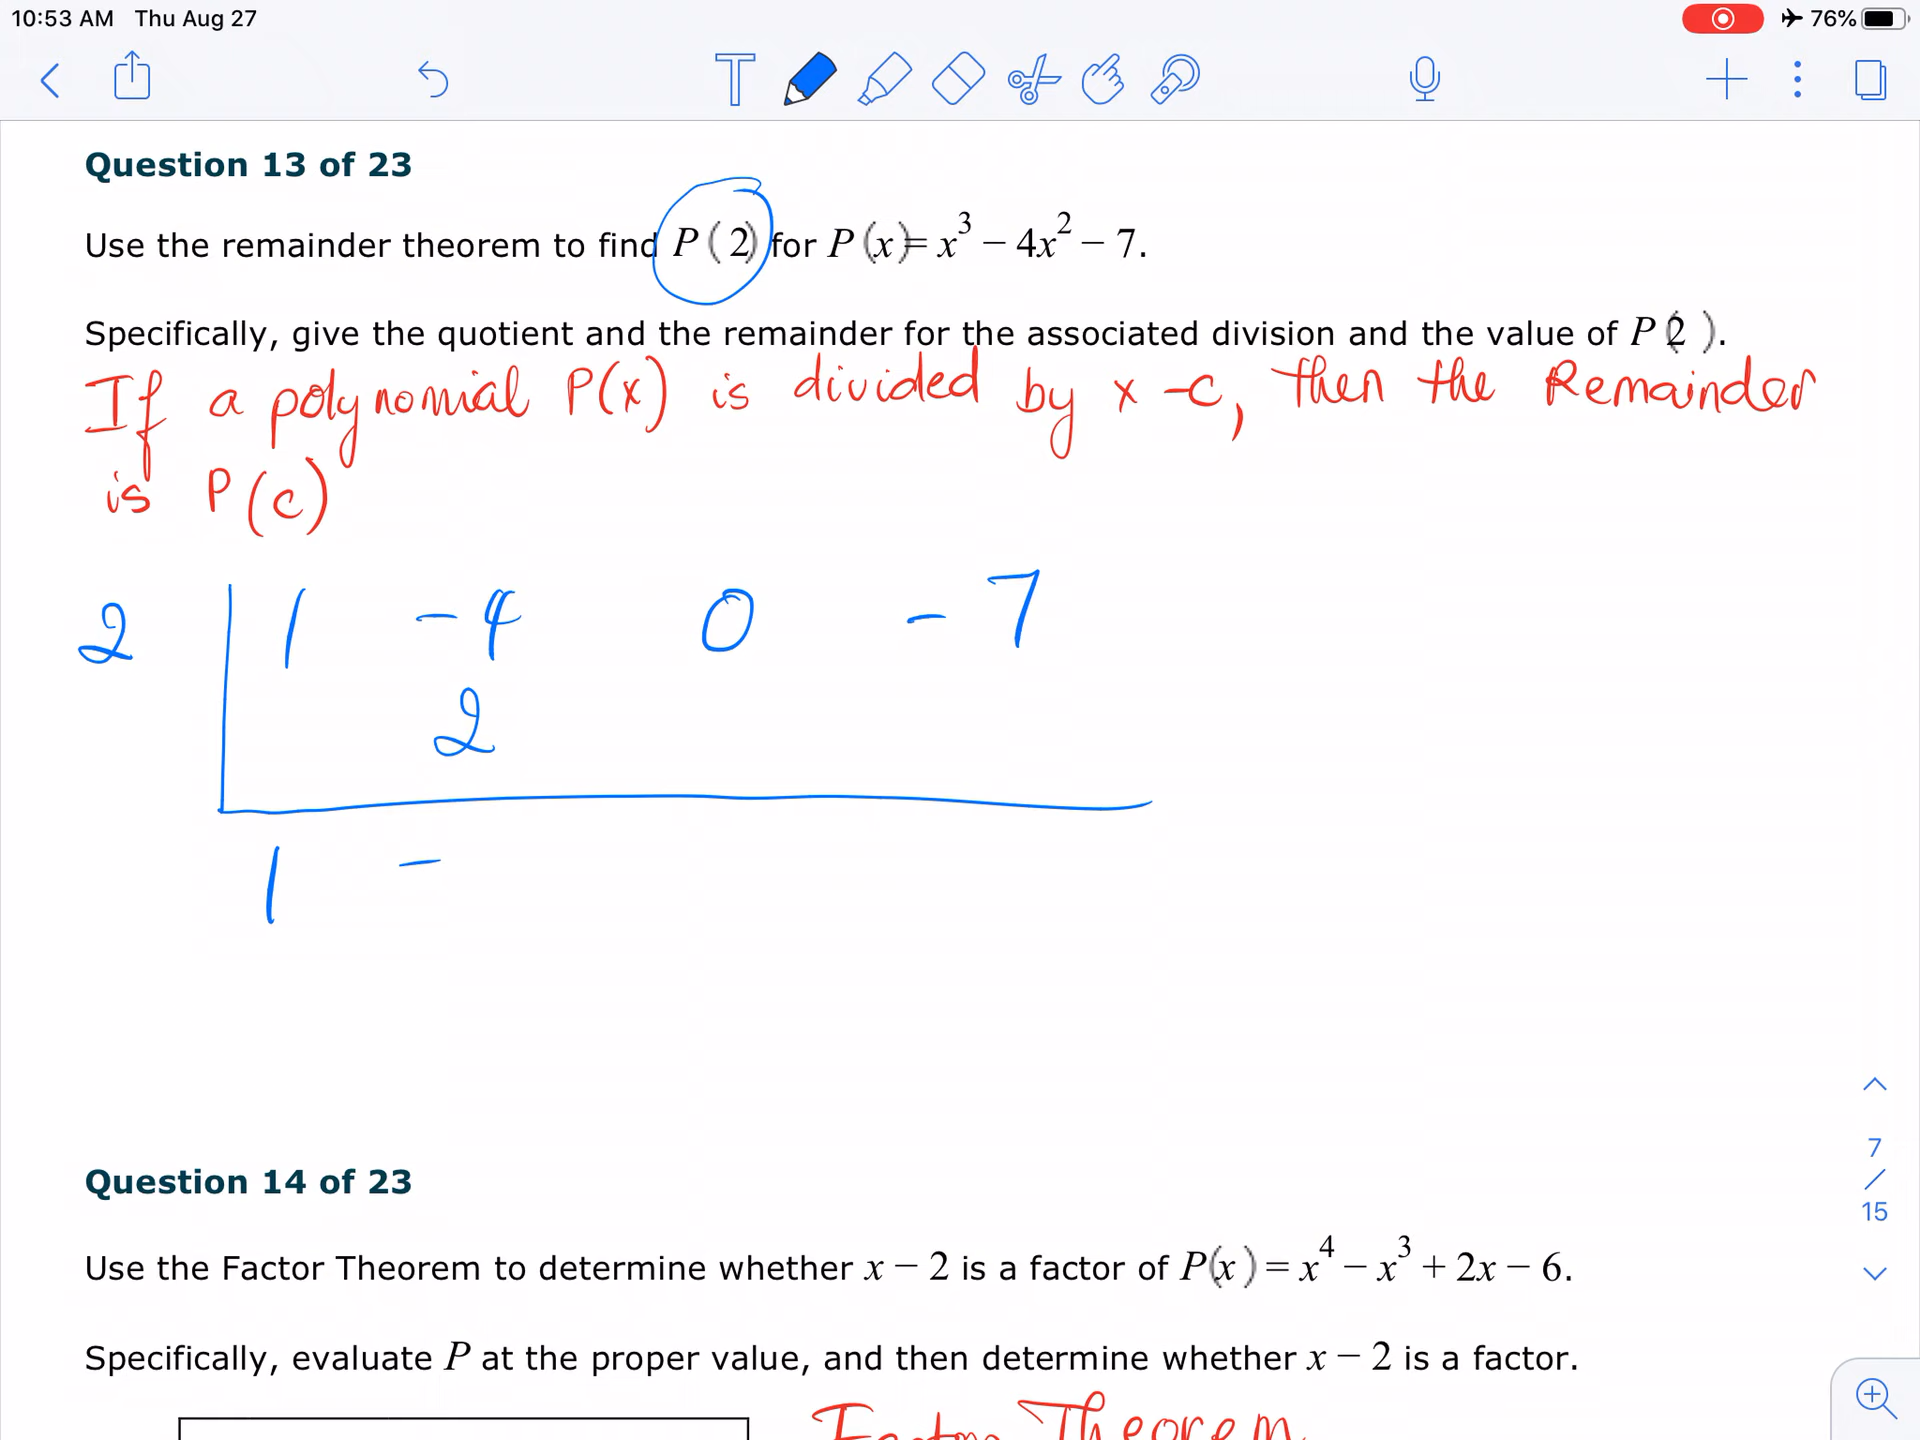 10:53 AM Thu Aug 27
76%
Question 13 of 23
Use the remainder theorem to find P(2) for P(x)= x³ − 4x² − 7.
Specifically, give the quotient and the remainder for the associated division and the value of P(2).
If a polynomial P(x) is divided by x -c, then the Remainder
is P(c)
2 | 1 -4 0 -7
2
1 -
7
/
15
Question 14 of 23
Use the Factor Theorem to determine whether x − 2 is a factor of P(x) = x⁴ − x³ + 2x − 6.
Specifically, evaluate P at the proper value, and then determine whether x − 2 is a factor.
Theorem